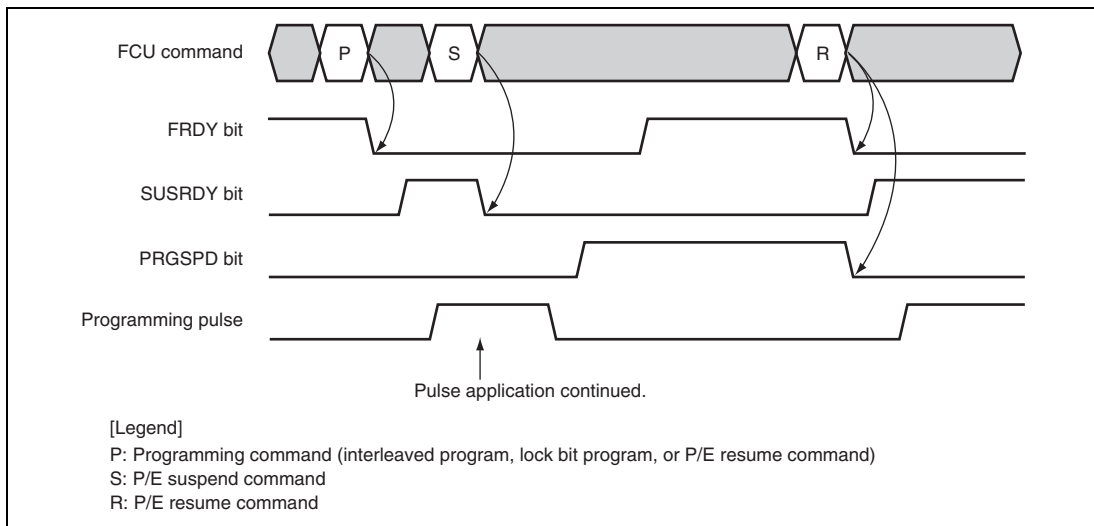 FCU command
P
S
R
FRDY bit
SUSRDY bit
PRGSPD bit
Programming pulse
Pulse application continued.
[Legend]
P: Programming command (interleaved program, lock bit program, or P/E resume command)
S: P/E suspend command
R: P/E resume command